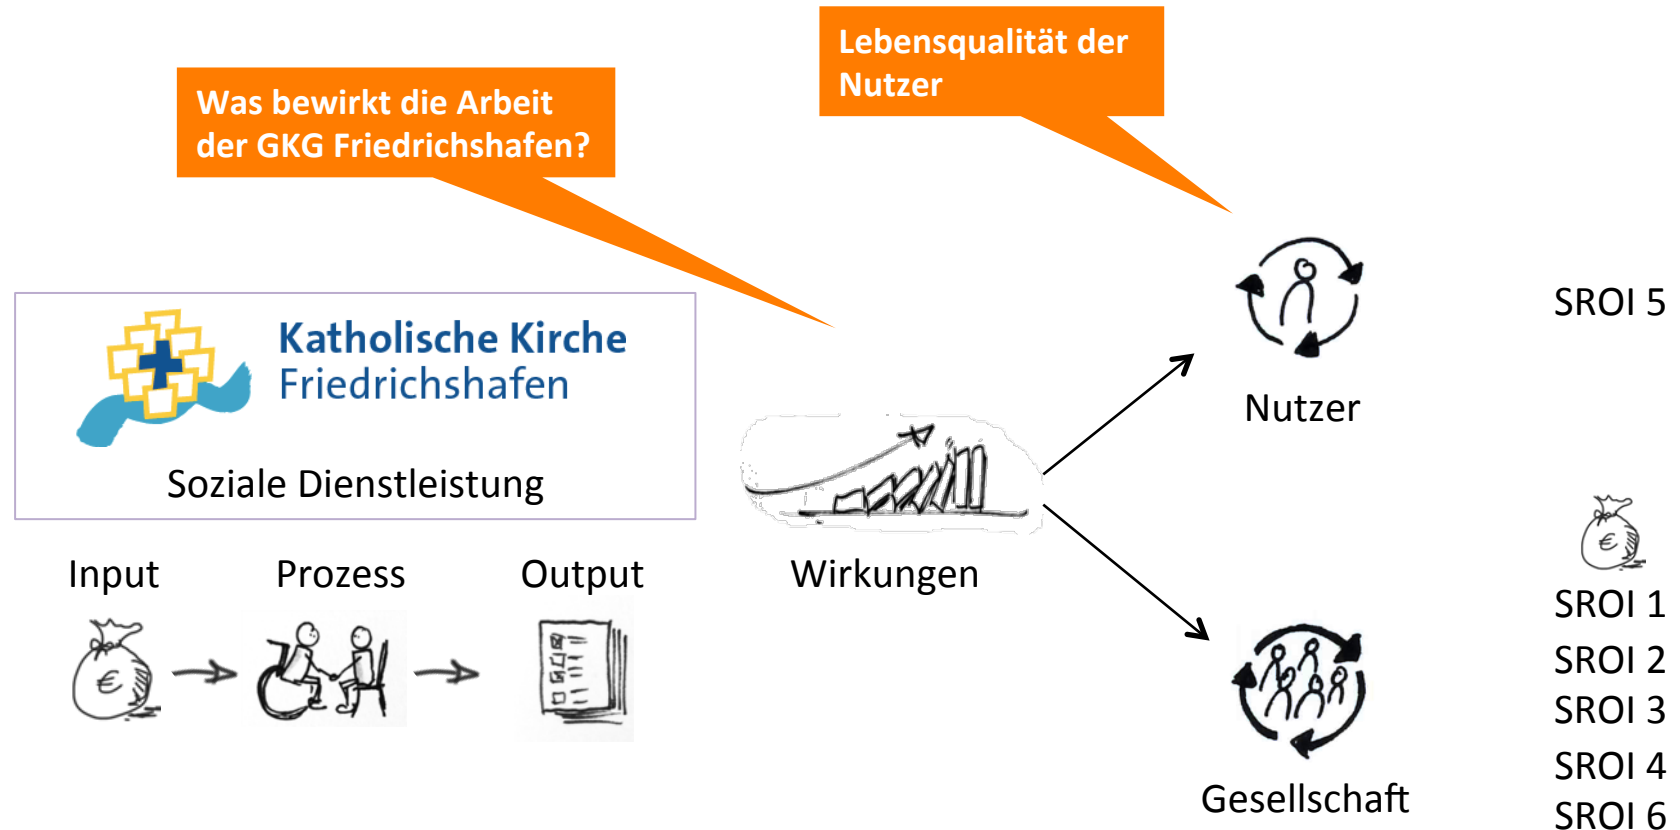 Lebensqualität der
Nutzer
Was bewirkt die Arbeit
der GKG Friedrichshafen?
Katholische Kirche
Friedrichshafen
Soziale Dienstleistung
Input
Prozess
Output
€
Wirkungen
Nutzer
SROI 5
Gesellschaft
€
SROI 1
SROI 2
SROI 3
SROI 4
SROI 6